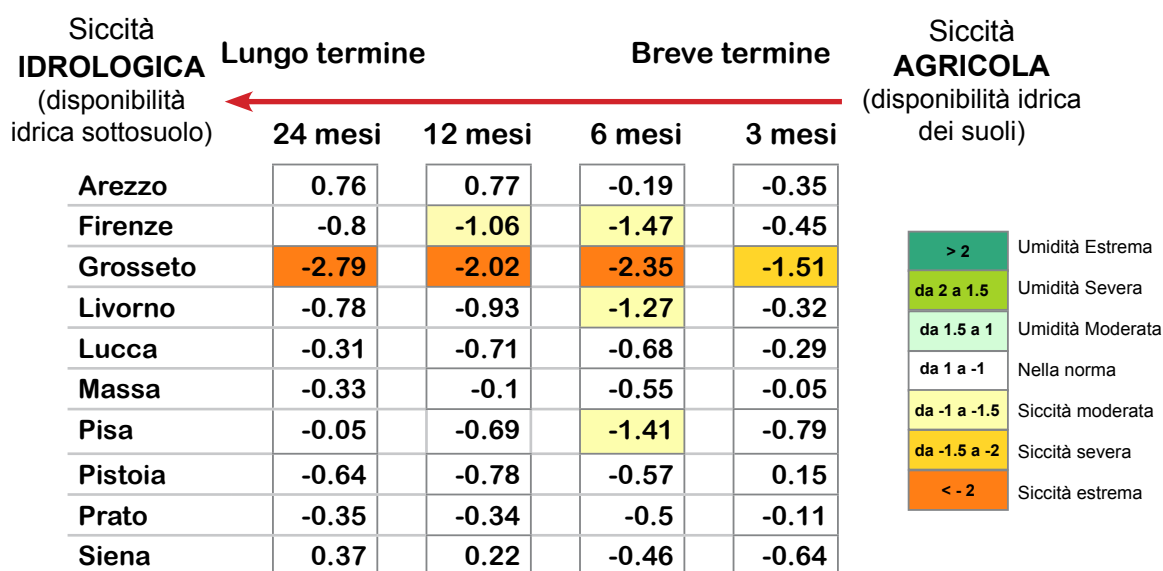 Siccità
IDROLOGICA
(disponibilità
idrica sottosuolo)
Lungo termine
Breve termine
Siccità
AGRICOLA
(disponibilità idrica
dei suoli)
24 mesi 12 mesi 6 mesi 3 mesi
Arezzo 0.76 0.77 -0.19 -0.35
Firenze -0.8 -1.06 -1.47 -0.45
Grosseto -2.79 -2.02 -2.35 -1.51
Livorno -0.78 -0.93 -1.27 -0.32
Lucca -0.31 -0.71 -0.68 -0.29
Massa -0.33 -0.1 -0.55 -0.05
Pisa -0.05 -0.69 -1.41 -0.79
Pistoia -0.64 -0.78 -0.57 0.15
Prato -0.35 -0.34 -0.5 -0.11
Siena 0.37 0.22 -0.46 -0.64
> 2 Umidità Estrema
da 2 a 1.5 Umidità Severa
da 1.5 a 1 Umidità Moderata
da 1 a -1 Nella norma
da -1 a -1.5 Siccità moderata
da -1.5 a -2 Siccità severa
< - 2 Siccità estrema